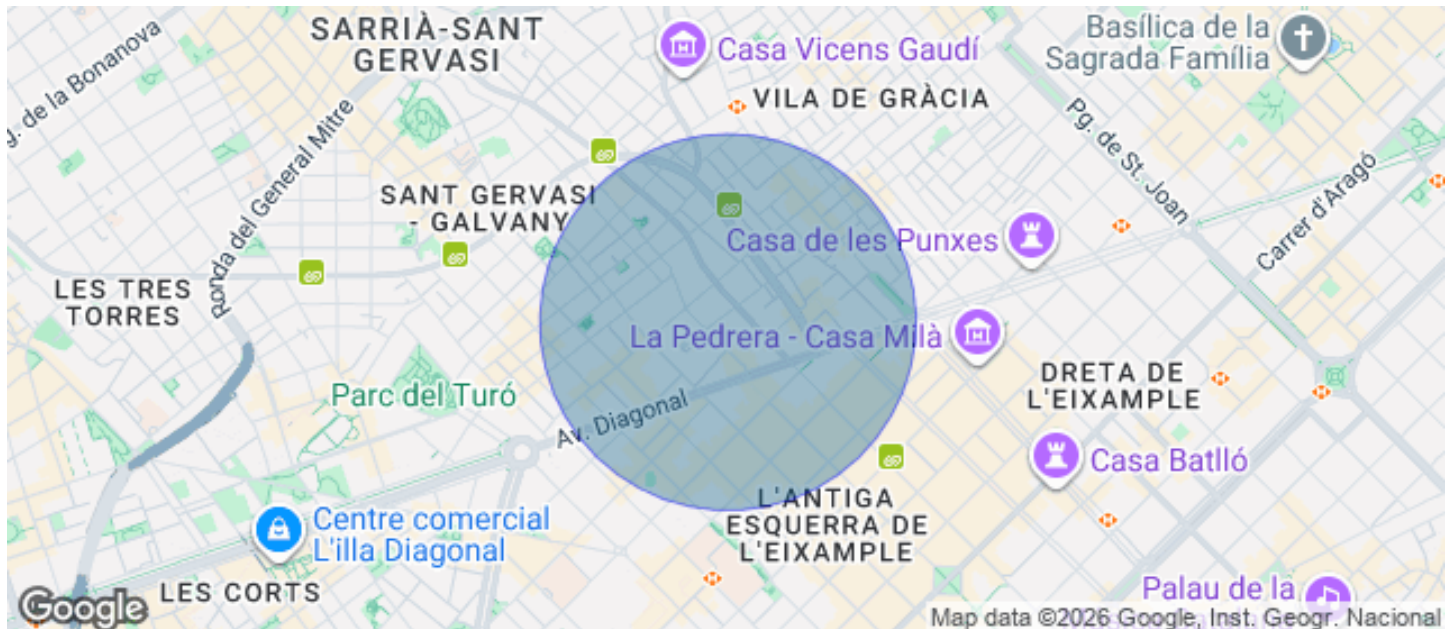 SARRIÀ-SANT
GERVASI
Casa Vicens Gaudí
Basílica de la
Sagrada Família
g. de la Bonanova
VILA DE GRÀCIA
Ronda del General Mitre
Pg. de St. Joan
Carrer d'Aragó
SANT GERVASI
- GALVANY
Casa de les Punxes
LES TRES
TORRES
La Pedrera - Casa Milà
Parc del Turó
Av. Diagonal
DRETA DE
L'EIXAMPLE
Casa Batlló
L'ANTIGA
ESQUERRA DE
L'EIXAMPLE
Centre comercial
L'illa Diagonal
LES CORTS
Palau de la
Google
Map data ©2026 Google, Inst. Geogr. Nacional